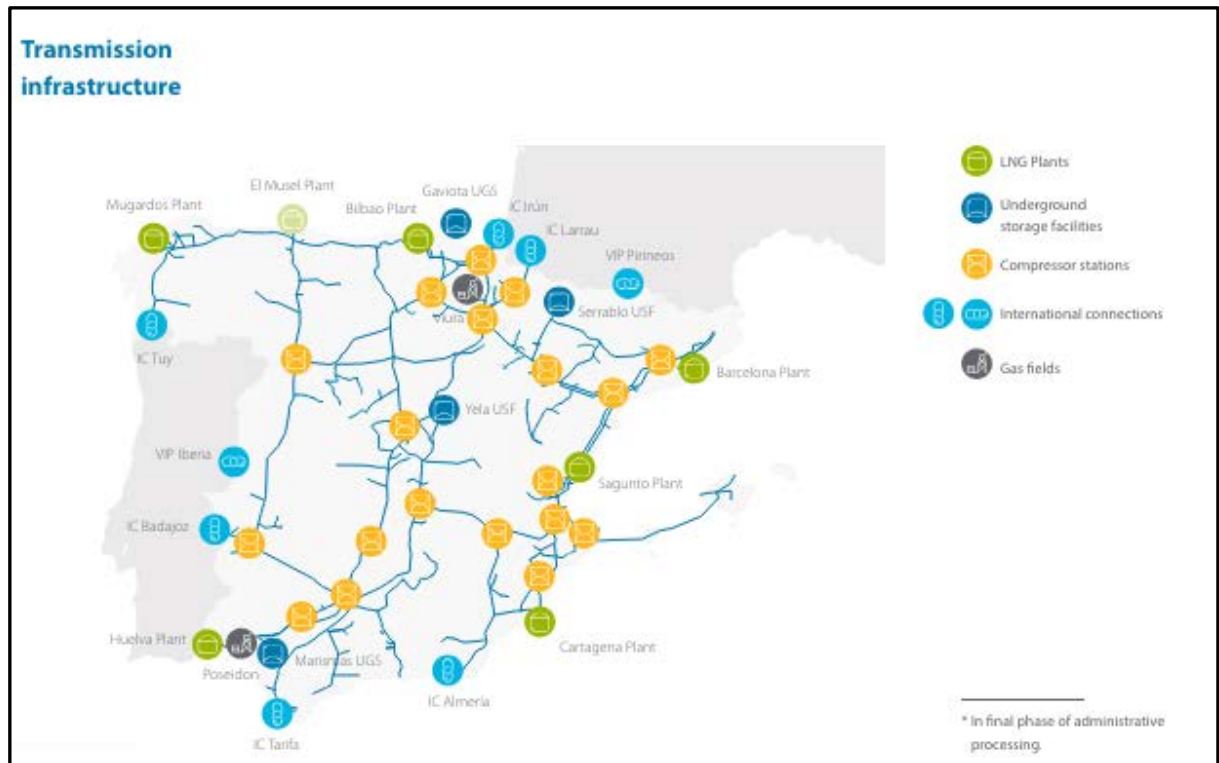 Transmission
infrastructure
El Musel Plant
Gaviota UGS
Mugardos Plant
Bilbao Plant
IC Irún
IC Larrau
VIP Pirineos
Viura
Serrablo USF
IC Tuy
Barcelona Plant
Yela USF
VIP Iberia
Sagunto Plant
IC Badajoz
Huelva Plant
Poseidon
Marismas UGS
Cartagena Plant
IC Almería
IC Tarifa
LNG Plants
Underground
storage facilities
Compressor stations
International connections
Gas fields
* In final phase of administrative
processing.